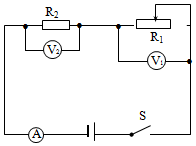 R₂ R₁
V₂ V₁
S
A